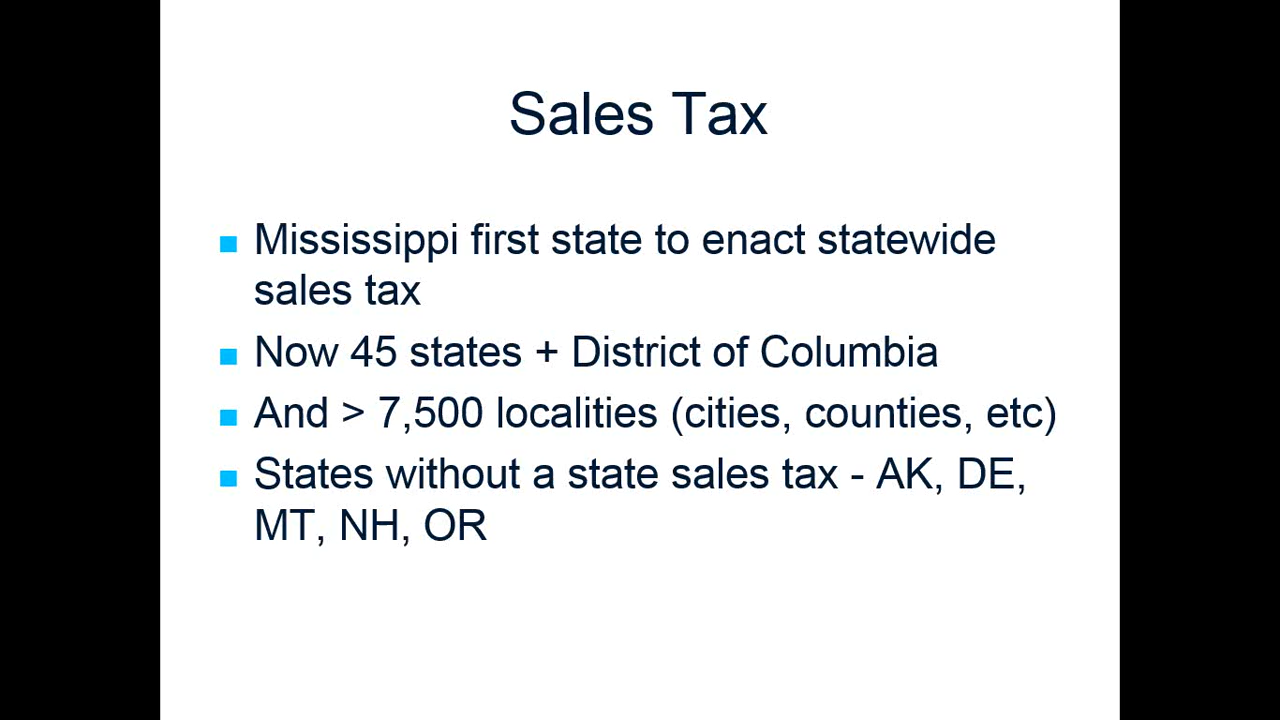 Sales Tax
Mississippi first state to enact statewide
sales tax
Now 45 states + District of Columbia
And > 7,500 localities (cities, counties, etc)
States without a state sales tax - AK, DE,
MT, NH, OR